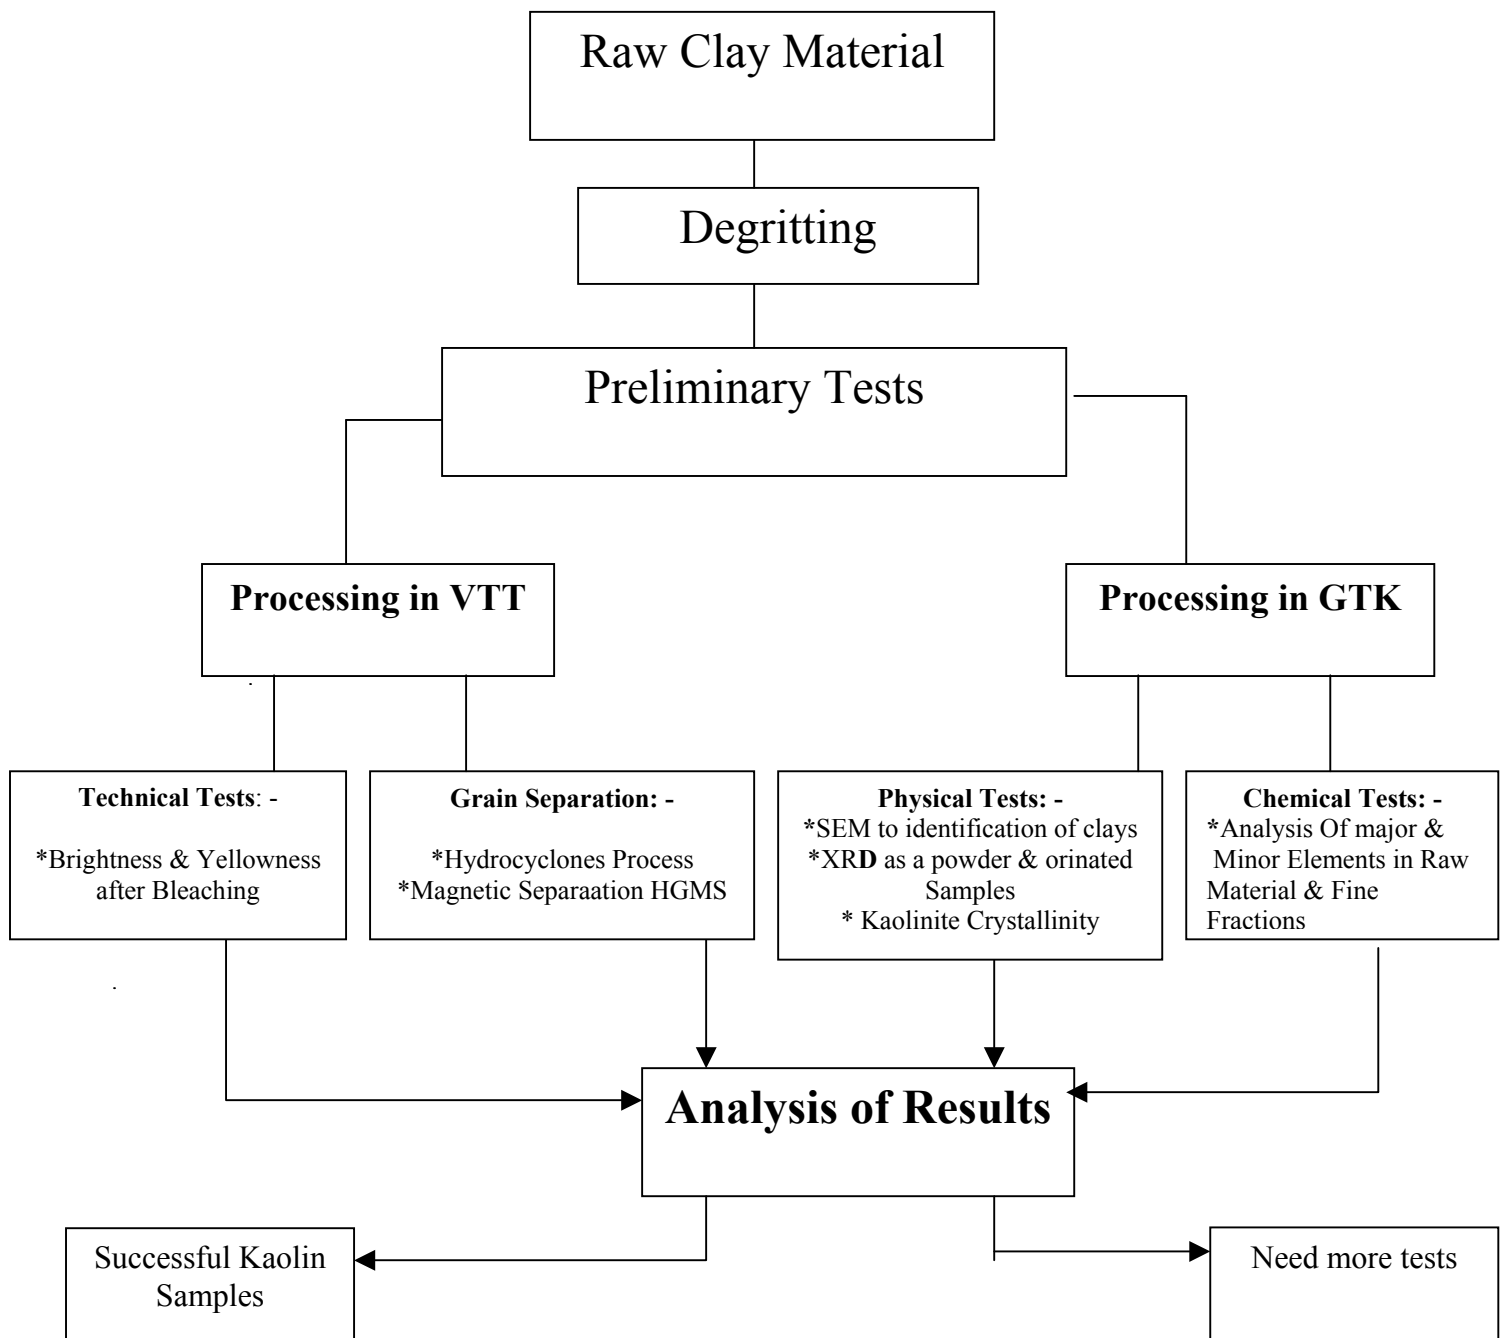 Raw Clay Material
Degritting
Preliminary Tests
Processing in VTT
Processing in GTK
Technical Tests: -
*Brightness & Yellowness
after Bleaching
Grain Separation: -
*Hydrocyclones Process
*Magnetic Separaation HGMS
Physical Tests: -
*SEM to identification of clays
*XRD as a powder & orinated
Samples
* Kaolinite Crystallinity
Chemical Tests: -
*Analysis Of major &
Minor Elements in Raw
Material & Fine
Fractions
Analysis of Results
Successful Kaolin
Samples
Need more tests